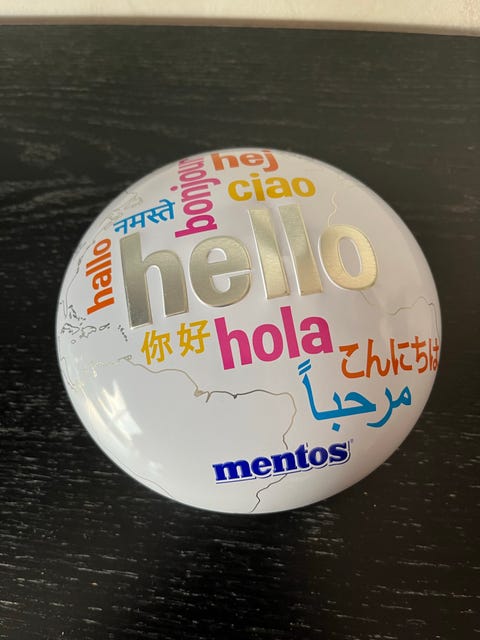 hej
bonjour
ciao
नमस्ते
hallo
hello
你好
hola
こんにちは
مرحباً
mentos